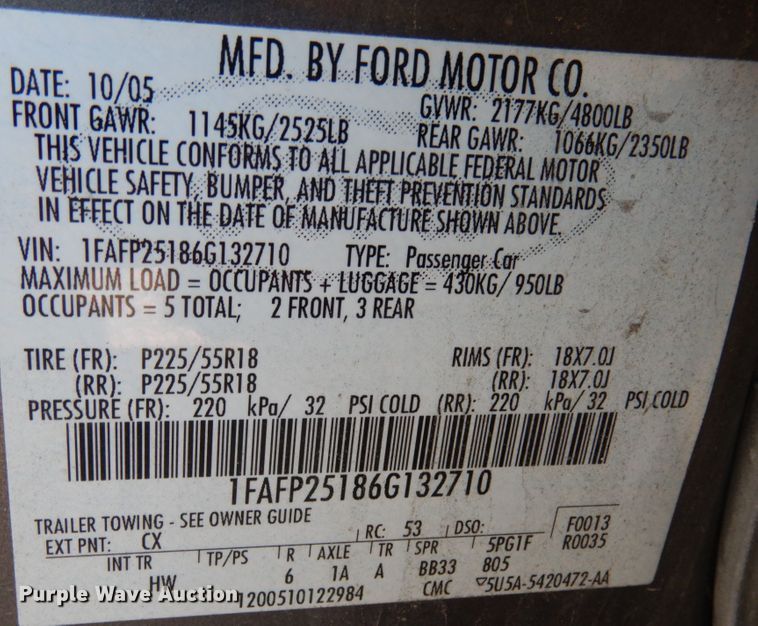 MFD. BY FORD MOTOR CO.
DATE: 10/05 GVWR: 2177KG/4800LB
FRONT GAWR: 1145KG/2525LB REAR GAWR: 1066KG/2350LB
THIS VEHICLE CONFORMS TO ALL APPLICABLE FEDERAL MOTOR
VEHICLE SAFETY, BUMPER, AND THEFT PREVENTION STANDARDS
IN EFFECT ON THE DATE OF MANUFACTURE SHOWN ABOVE.
VIN: 1FAFP25186G132710 TYPE: Passenger Car
MAXIMUM LOAD = OCCUPANTS + LUGGAGE = 430KG/ 950LB
OCCUPANTS = 5 TOTAL; 2 FRONT, 3 REAR
TIRE (FR): P225/55R18 RIMS (FR): 18X7.0J
(RR): P225/55R18 (RR): 18X7.0J
PRESSURE (FR): 220 kPa/ 32 PSI COLD (RR): 220 kPa/ 32 PSI, COLD
1FAFP25186G132710
TRAILER TOWING - SEE OWNER GUIDE
EXT PNT: CX RC: 53 DSO: F0013
INT TR TP/PS R AXLE TR SPR 5PG1F R0035
HW 6 1A A BB33 805
1200510122984 CMC 5U5A-5420472-AA
Purple Wave Auction